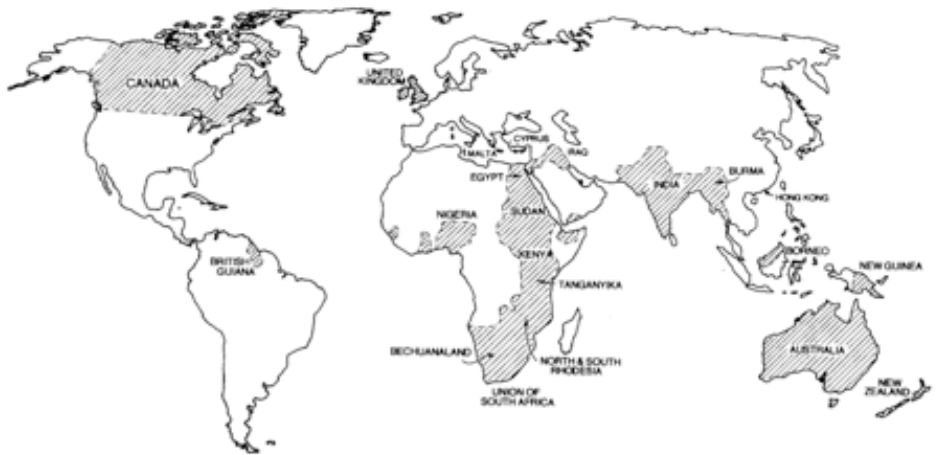 CANADA
UNITED
KINGDOM
CYPRUS
MALTA
IRAQ
EGYPT
BURMA
INDIA
HONG KONG
NIGERIA
SUDAN
BORNEO
KENYA
BRITISH
GUIANA
NEW GUINEA
TANGANYIKA
AUSTRALIA
BECHUANALAND
NORTH & SOUTH
RHODESIA
NEW
ZEALAND
UNION OF
SOUTH AFRICA